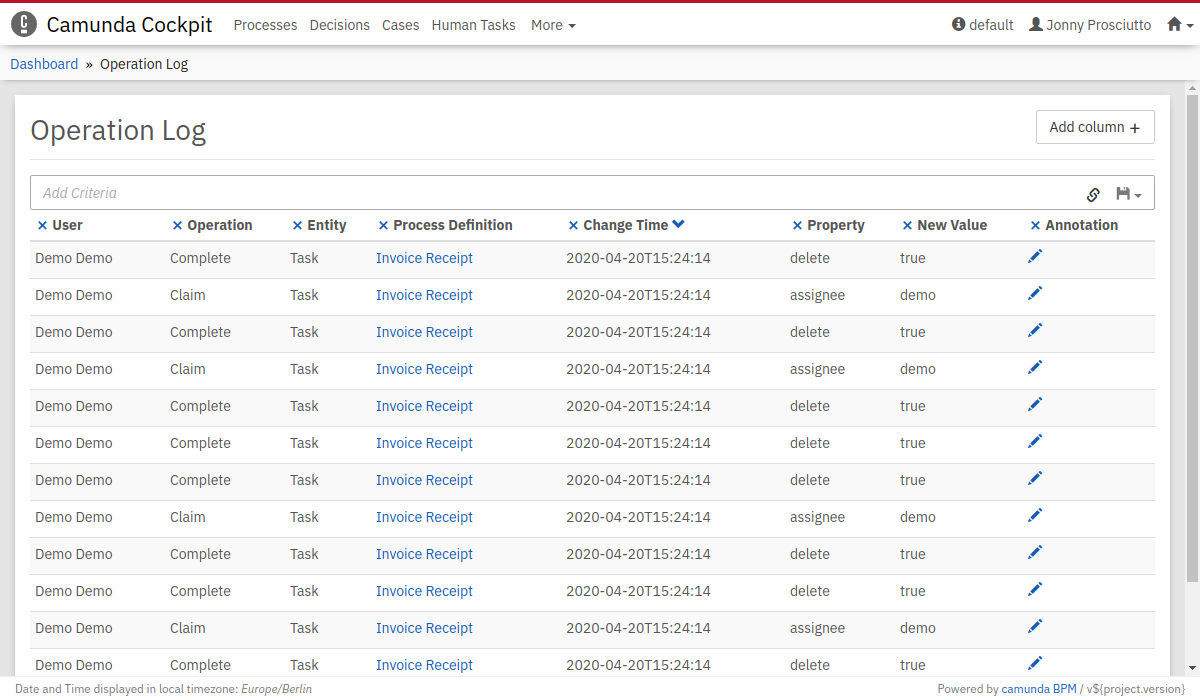 Camunda Cockpit Processes Decisions Cases Human Tasks More default Jonny Prosciutto
Dashboard » Operation Log
Operation Log Add column +
Add Criteria
× User × Operation × Entity × Process Definition × Change Time × Property × New Value × Annotation
Demo Demo Complete Task Invoice Receipt 2020-04-20T15:24:14 delete true
Demo Demo Claim Task Invoice Receipt 2020-04-20T15:24:14 assignee demo
Demo Demo Complete Task Invoice Receipt 2020-04-20T15:24:14 delete true
Demo Demo Claim Task Invoice Receipt 2020-04-20T15:24:14 assignee demo
Demo Demo Complete Task Invoice Receipt 2020-04-20T15:24:14 delete true
Demo Demo Complete Task Invoice Receipt 2020-04-20T15:24:14 delete true
Demo Demo Complete Task Invoice Receipt 2020-04-20T15:24:14 delete true
Demo Demo Claim Task Invoice Receipt 2020-04-20T15:24:14 assignee demo
Demo Demo Complete Task Invoice Receipt 2020-04-20T15:24:14 delete true
Demo Demo Complete Task Invoice Receipt 2020-04-20T15:24:14 delete true
Demo Demo Claim Task Invoice Receipt 2020-04-20T15:24:14 assignee demo
Demo Demo Complete Task Invoice Receipt 2020-04-20T15:24:14 delete true
Date and Time displayed in local timezone: Europe/Berlin Powered by camunda BPM / v${project.version}